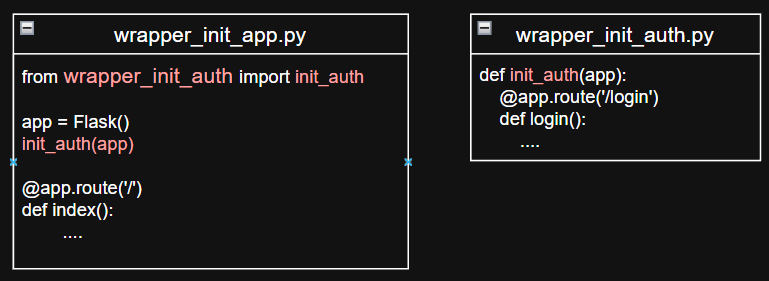 wrapper_init_app.py
from wrapper_init_auth import init_auth
app = Flask()
init_auth(app)
@app.route('/')
def index():
....
wrapper_init_auth.py
def init_auth(app):
@app.route('/login')
def login():
....